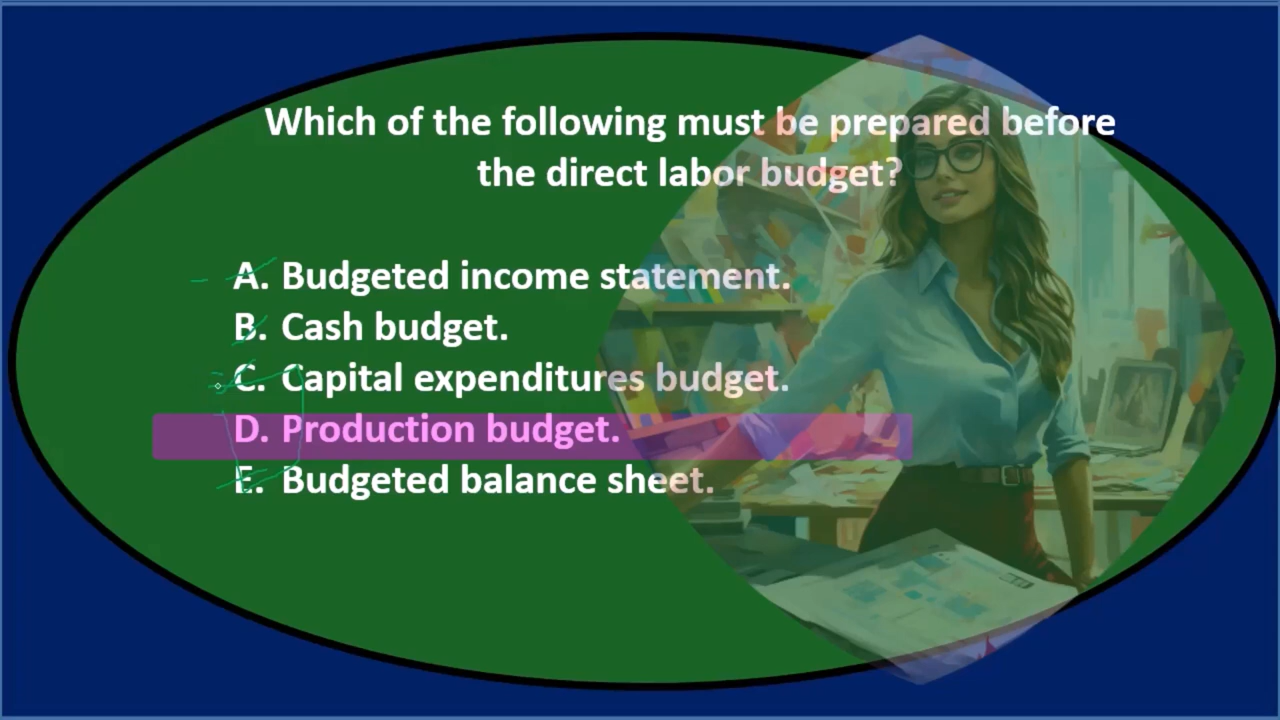 Which of the following must be prepared before
the direct labor budget?
A. Budgeted income statement.
B. Cash budget.
C. Capital expenditures budget.
D. Production budget.
E. Budgeted balance sheet.